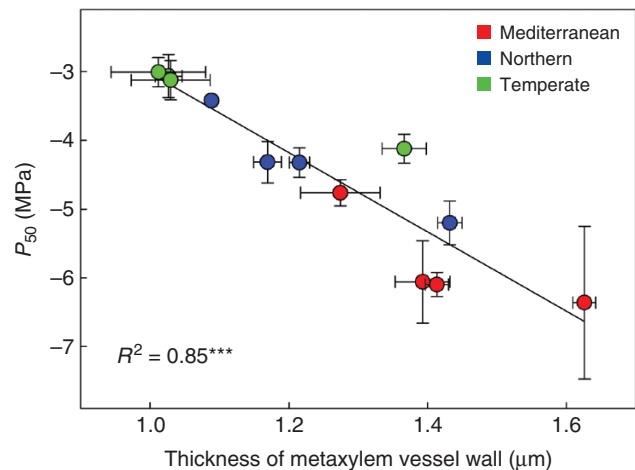 Mediterranean
Northern
Temperate
−3
−4
−5
−6
−7
P50 (MPa)
R² = 0.85***
1.0 1.2 1.4 1.6
Thickness of metaxylem vessel wall (μm)